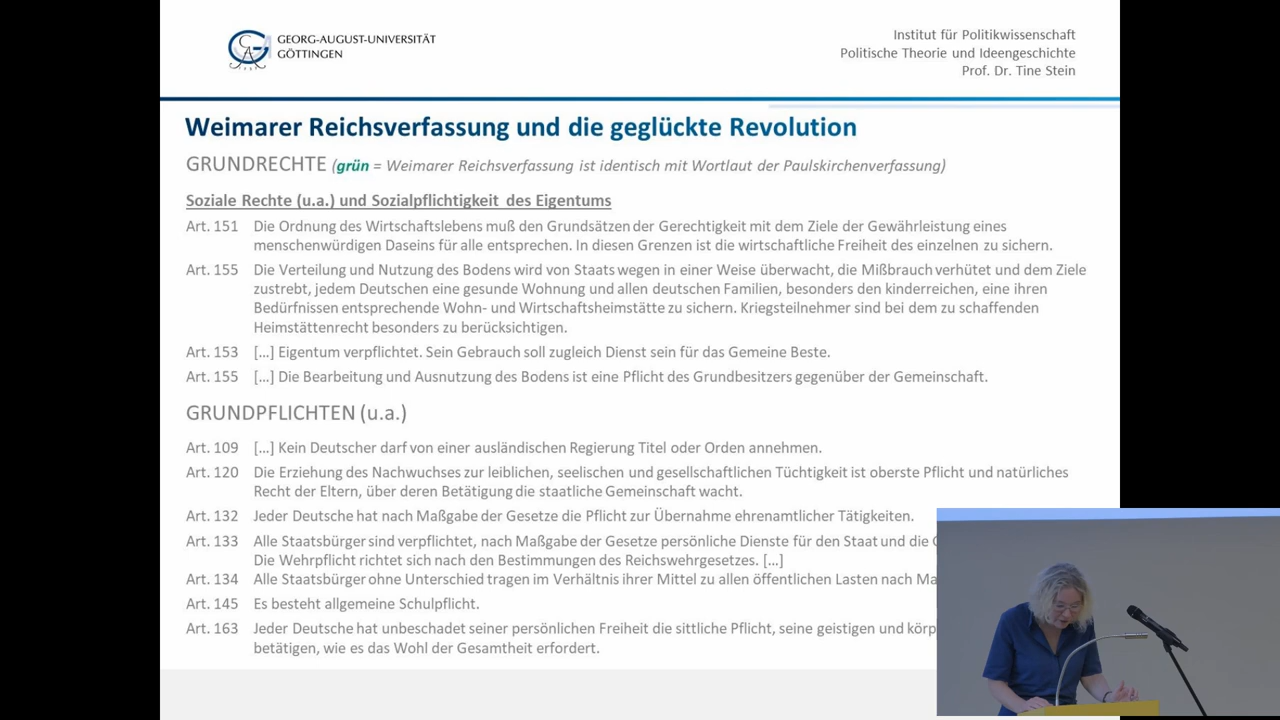 GEORG-AUGUST-UNIVERSITÄT
GÖTTINGEN
Institut für Politikwissenschaft
Politische Theorie und Ideengeschichte
Prof. Dr. Tine Stein
Weimarer Reichsverfassung und die geglückte Revolution
GRUNDRECHTE (grün = Weimarer Reichsverfassung ist identisch mit Wortlaut der Paulskirchenverfassung)
Soziale Rechte (u.a.) und Sozialpflichtigkeit des Eigentums
Art. 151 Die Ordnung des Wirtschaftslebens muß den Grundsätzen der Gerechtigkeit mit dem Ziele der Gewährleistung eines
menschenwürdigen Daseins für alle entsprechen. In diesen Grenzen ist die wirtschaftliche Freiheit des einzelnen zu sichern.
Art. 155 Die Verteilung und Nutzung des Bodens wird von Staats wegen in einer Weise überwacht, die Mißbrauch verhütet und dem Ziele
zustrebt, jedem Deutschen eine gesunde Wohnung und allen deutschen Familien, besonders den kinderreichen, eine ihren
Bedürfnissen entsprechende Wohn- und Wirtschaftsheimstätte zu sichern. Kriegsteilnehmer sind bei dem zu schaffenden
Heimstättenrecht besonders zu berücksichtigen.
Art. 153 [...] Eigentum verpflichtet. Sein Gebrauch soll zugleich Dienst sein für das Gemeine Beste.
Art. 155 [...] Die Bearbeitung und Ausnutzung des Bodens ist eine Pflicht des Grundbesitzers gegenüber der Gemeinschaft.
GRUNDPFLICHTEN (u.a.)
Art. 109 [...] Kein Deutscher darf von einer ausländischen Regierung Titel oder Orden annehmen.
Art. 120 Die Erziehung des Nachwuchses zur leiblichen, seelischen und gesellschaftlichen Tüchtigkeit ist oberste Pflicht und natürliches
Recht der Eltern, über deren Betätigung die staatliche Gemeinschaft wacht.
Art. 132 Jeder Deutsche hat nach Maßgabe der Gesetze die Pflicht zur Übernahme ehrenamtlicher Tätigkeiten.
Art. 133 Alle Staatsbürger sind verpflichtet, nach Maßgabe der Gesetze persönliche Dienste für den Staat und die
Die Wehrpflicht richtet sich nach den Bestimmungen des Reichswehrgesetzes. [...]
Art. 134 Alle Staatsbürger ohne Unterschied tragen im Verhältnis ihrer Mittel zu allen öffentlichen Lasten nach Ma
Art. 145 Es besteht allgemeine Schulpflicht.
Art. 163 Jeder Deutsche hat unbeschadet seiner persönlichen Freiheit die sittliche Pflicht, seine geistigen und körp
betätigen, wie es das Wohl der Gesamtheit erfordert.